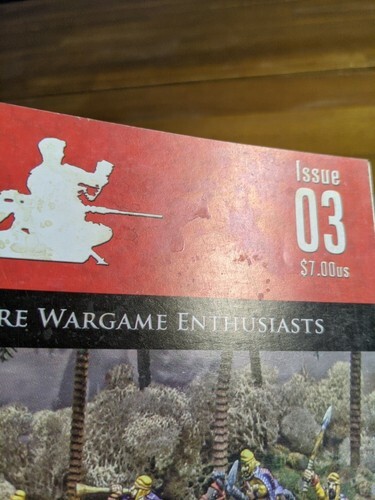 Issue
03
$7.00us
RE WARGAME ENTHUSIASTS